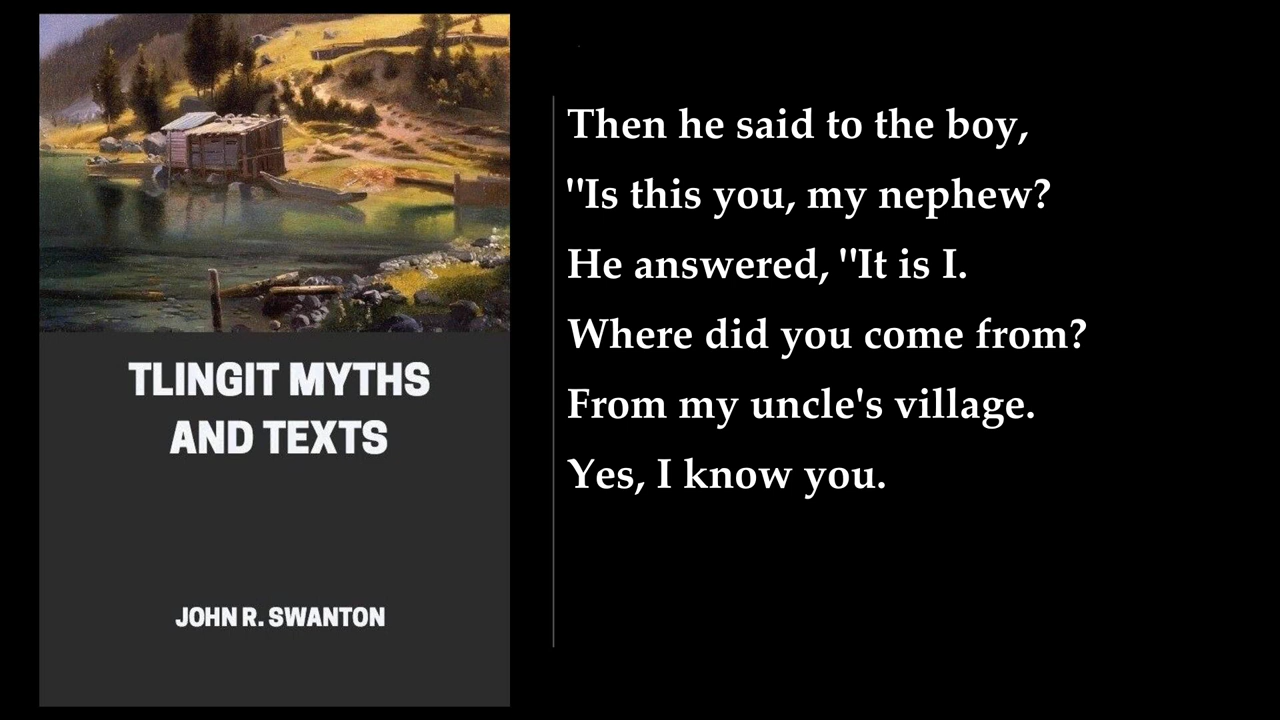 TLINGIT MYTHS
AND TEXTS
JOHN R. SWANTON
Then he said to the boy,
"Is this you, my nephew?
He answered, "It is I.
Where did you come from?
From my uncle's village.
Yes, I know you.